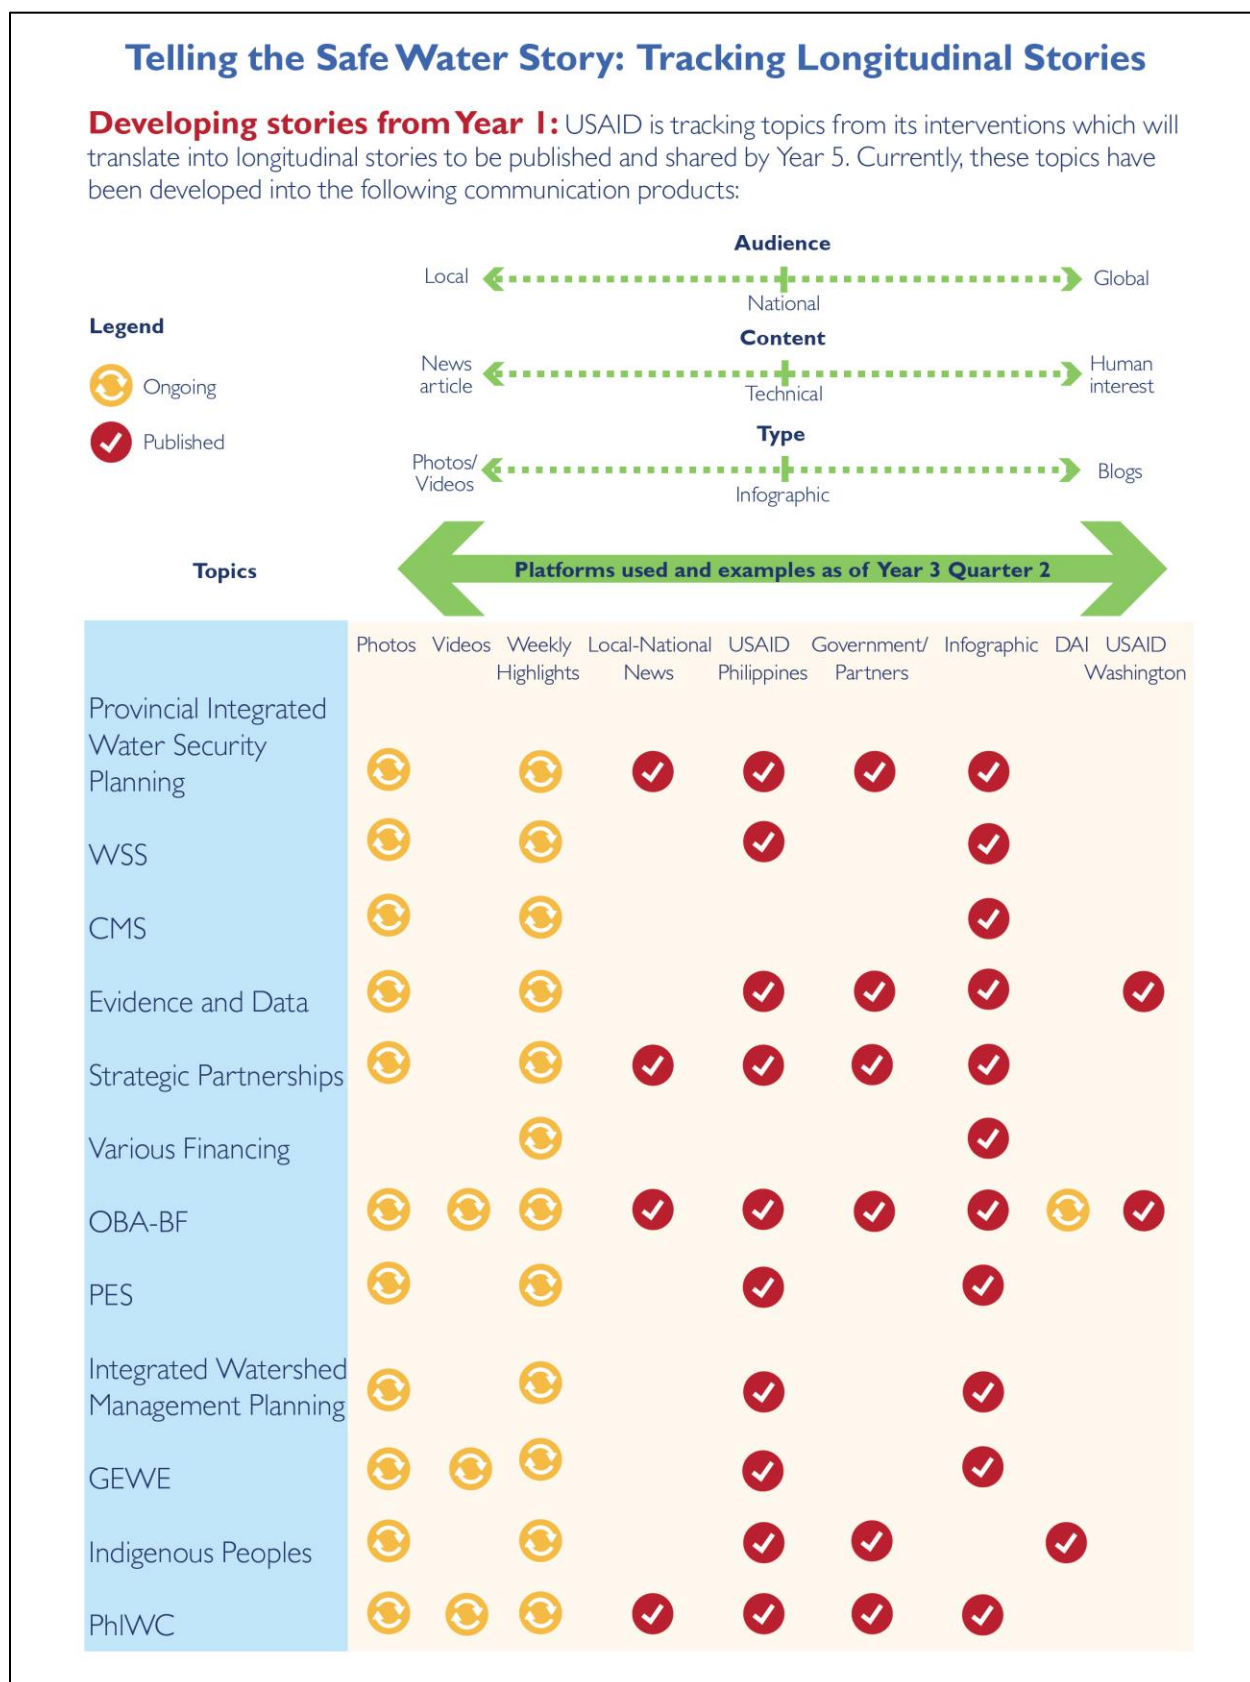 Telling the Safe Water Story: Tracking Longitudinal Stories
Developing stories from Year 1: USAID is tracking topics from its interventions which will
translate into longitudinal stories to be published and shared by Year 5. Currently, these topics have
been developed into the following communication products:
Audience
Local
Global
National
Legend
Content
News
article
Human
interest
Technical
Ongoing
Published
Type
Photos/
Videos
Blogs
Infographic
Topics
Platforms used and examples as of Year 3 Quarter 2
Photos Videos Weekly Local-National USAID Government/ Infographic DAI USAID
Highlights News Philippines Partners Washington
Provincial Integrated
Water Security
Planning
WSS
CMS
Evidence and Data
Strategic Partnerships
Various Financing
OBA-BF
PES
Integrated Watershed
Management Planning
GEWE
Indigenous Peoples
PhIWC